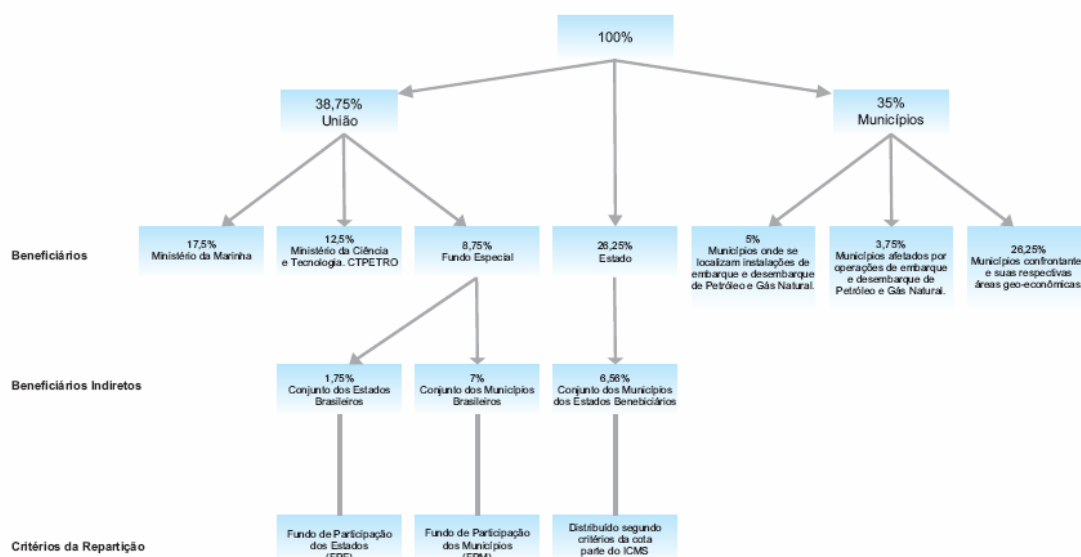 100%
38,75%
União
35%
Municípios
Beneficiários
17,5%
Ministério da Marinha
12,5%
Ministério da Ciência
e Tecnologia. CTPETRO
8,75%
Fundo Especial
26,25%
Estado
5%
Municípios onde se
localizam instalações de
embarque e desembarque
de Petróleo e Gás Natural.
3,75%
Municípios afetados por
operações de embarque
e desembarque de
Petróleo e Gás Natural.
26,25%
Municípios confrontante
e suas respectivas
áreas geo-econômicas.
Beneficiários Indiretos
1,75%
Conjunto dos Estados
Brasileiros
7%
Conjunto dos Municípios
Brasileiros
6,56%
Conjunto dos Municípios
dos Estados Benebiciários
Critérios da Repartição
Fundo de Participação
dos Estados
(FPE)
Fundo de Participação
dos Municípios
(FPM)
Distribuído segundo
critérios da cota
parte do ICMS